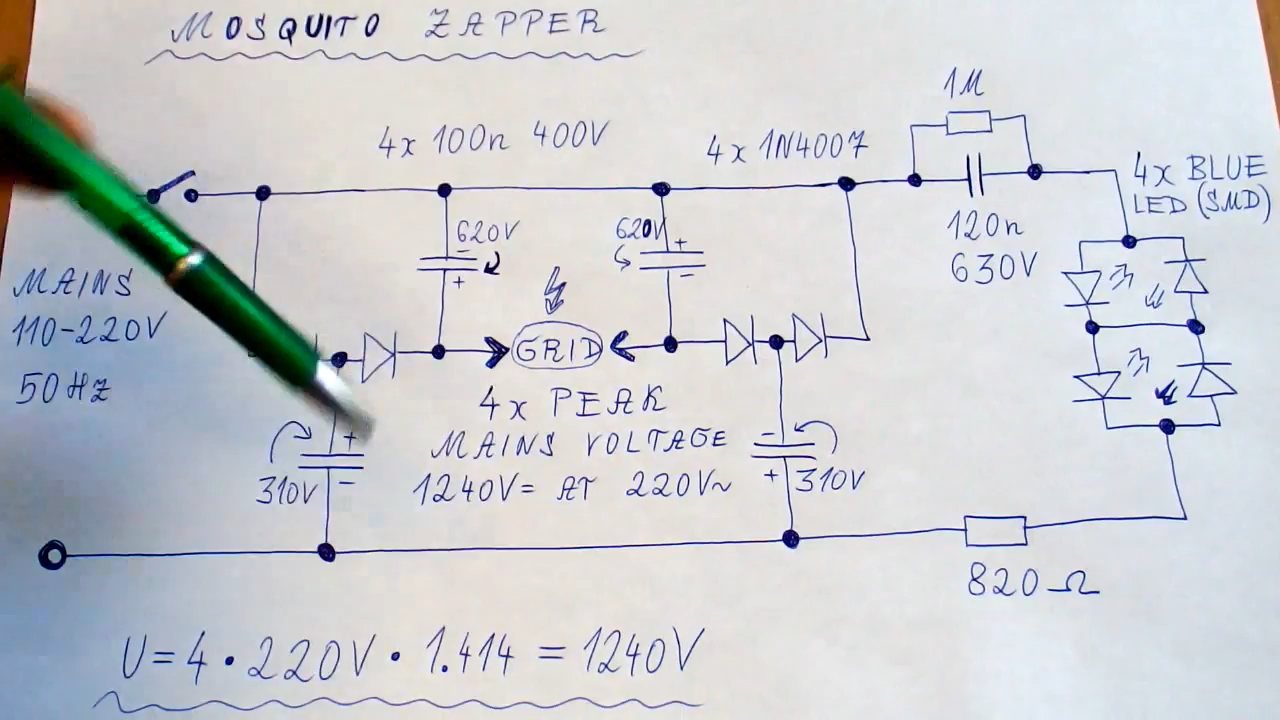 MOSQUITO ZAPPER
4x 100n 400V
4x 1N4007
1M
120n
630V
4x BLUE
LED (SMD)
620V
-
+
620V
+
-
MAINS
110-220V
50Hz
GRID
4x PEAK
MAINS VOLTAGE
1240V= AT 220V~
+
310V -
-
+ 310V
820Ω
U=4·220V·1.414=1240V